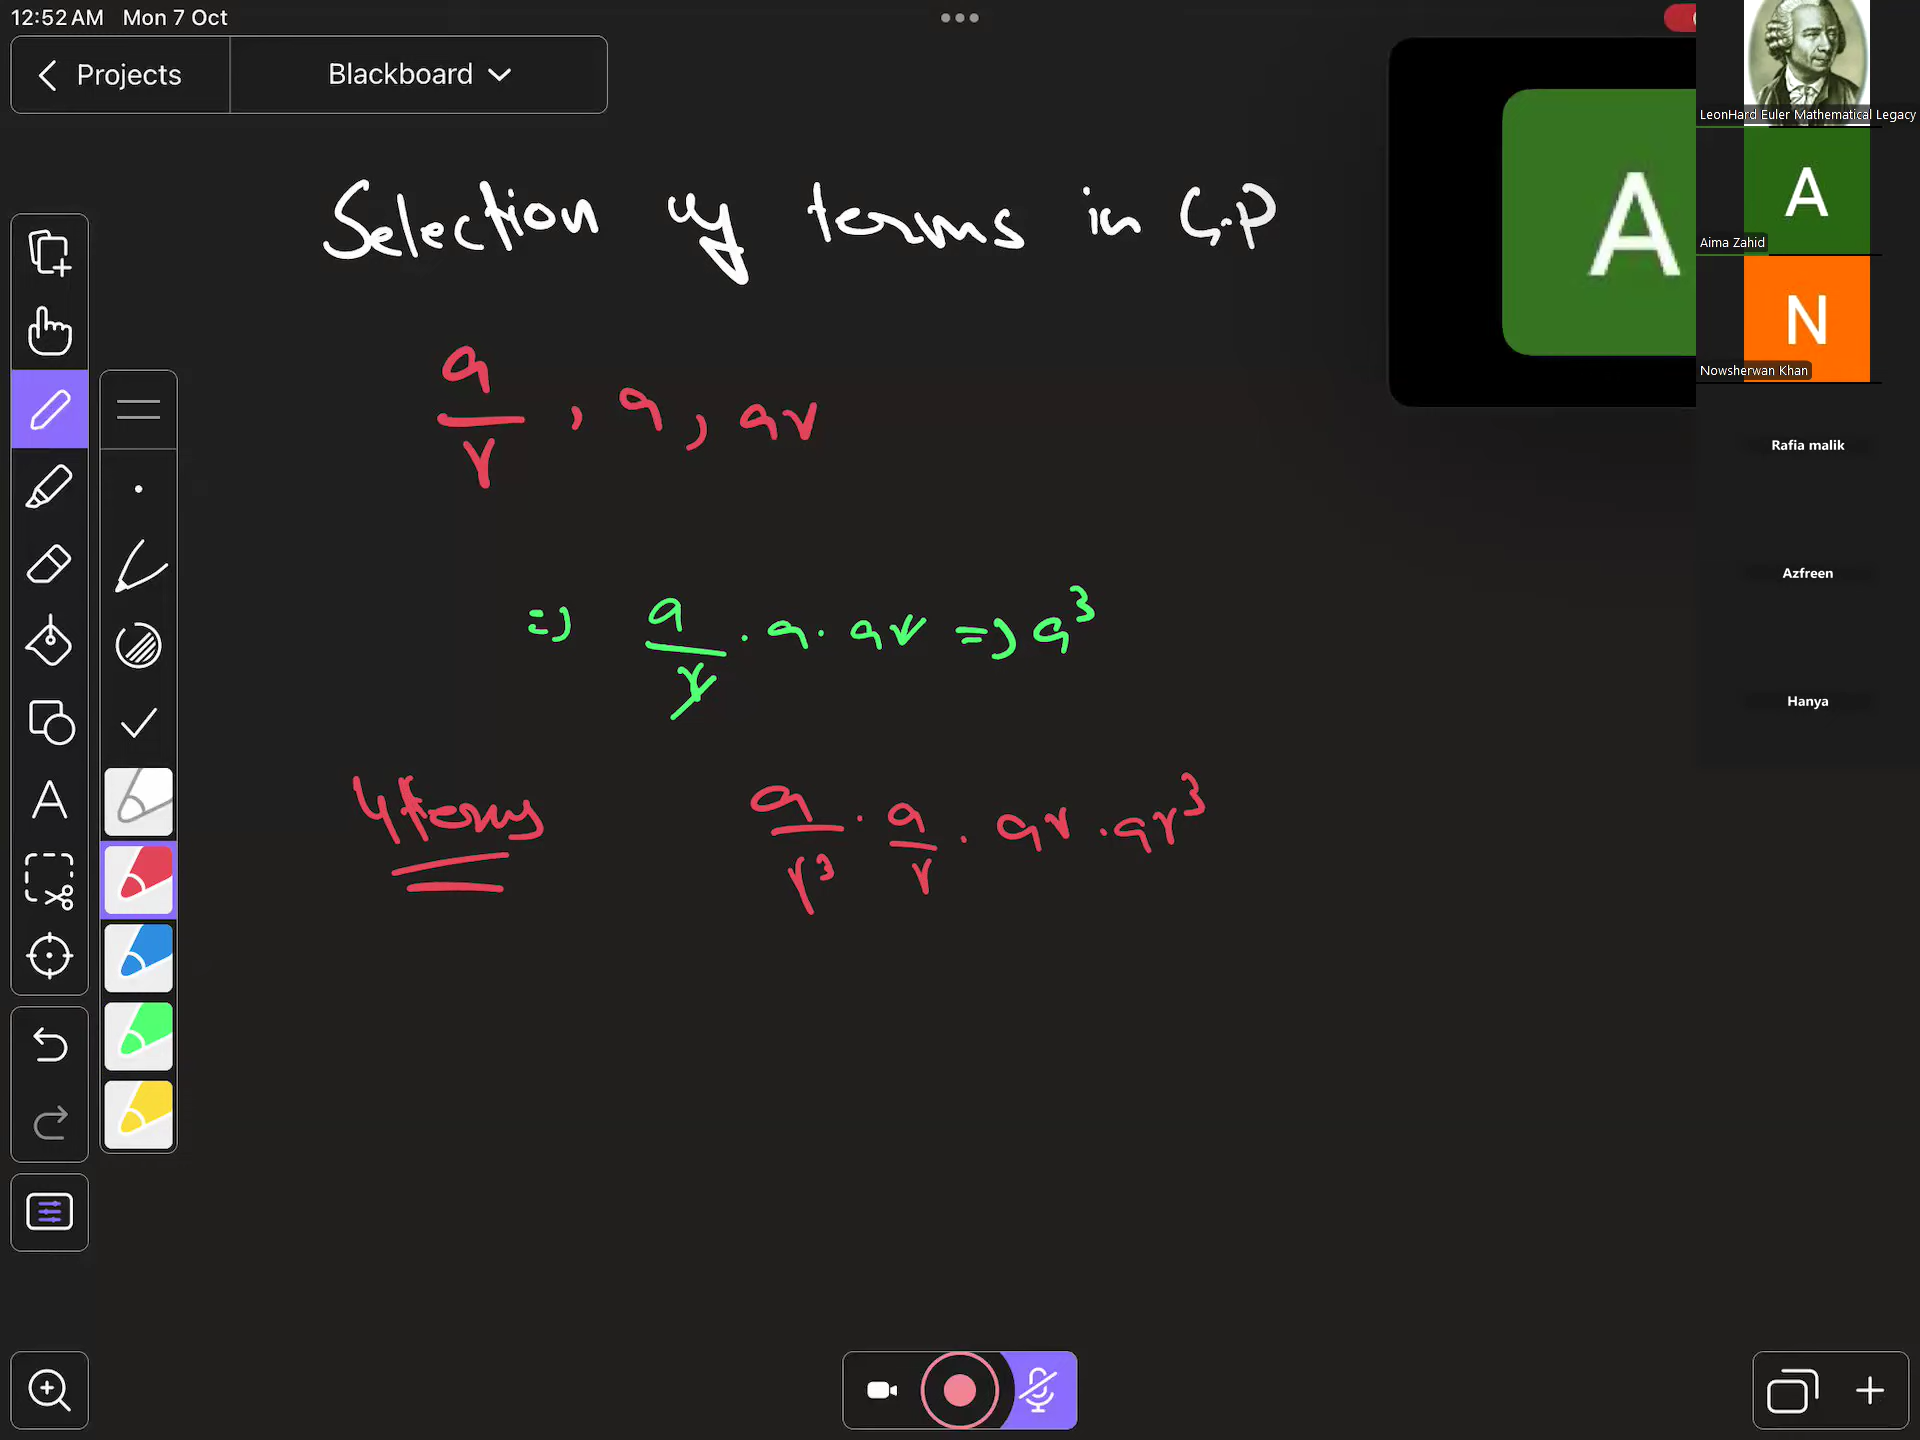 12:52 AM Mon 7 Oct
Projects
Blackboard
LeonHard Euler Mathematical Legacy
A
A
Aima Zahid
N
Nowsherwan Khan
Rafia malik
Azfreen
Hanya
Selection of terms in G.P
a/r , a , ar
=> a/r . a . ar => a³
4 terms a/r³ . a/r . ar . ar³
A